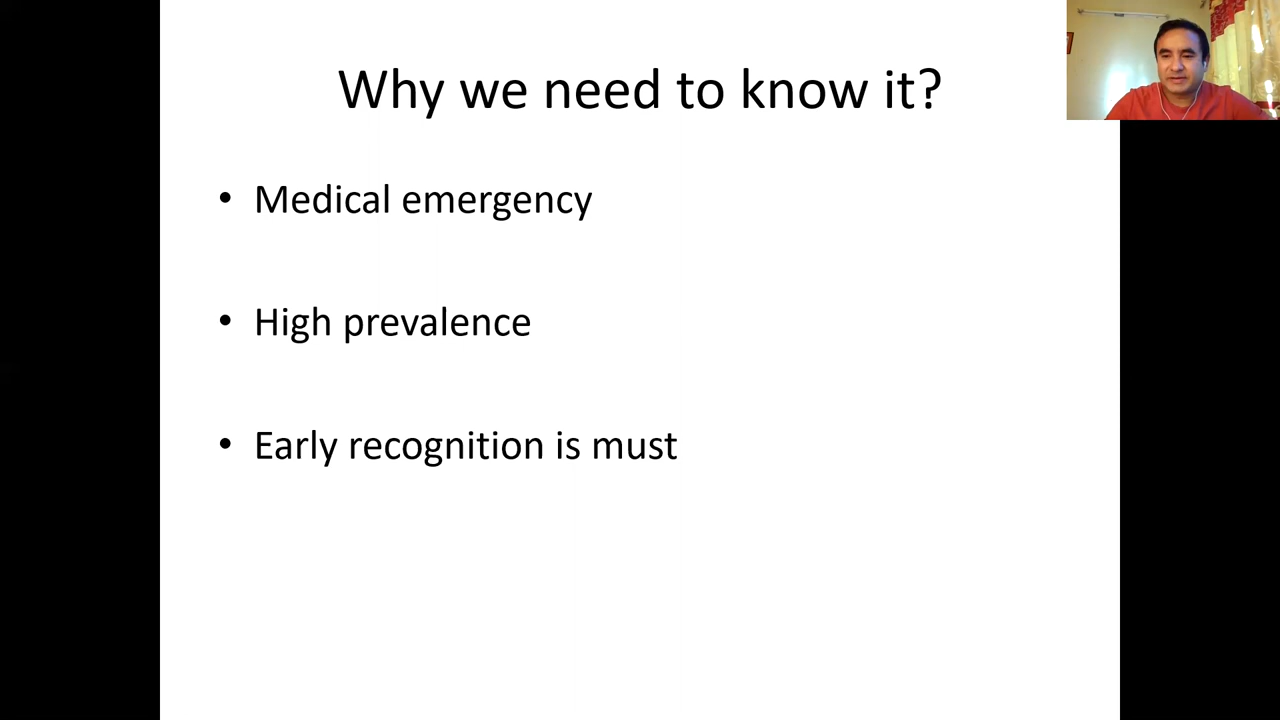 Why we need to know it?
• Medical emergency
• High prevalence
• Early recognition is must